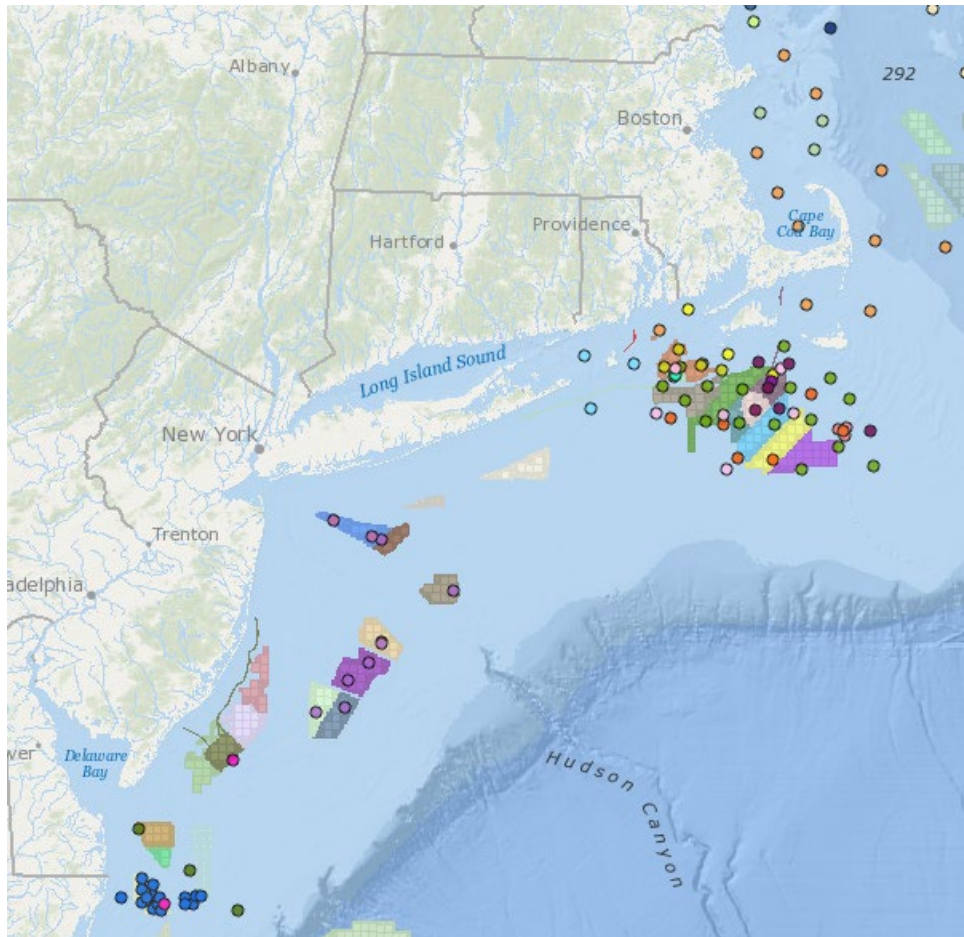 Albany
292
Boston
Providence
Cape
Cod Bay
Hartford
Long Island Sound
New York
Trenton
adelphia
ver
Delaware
Bay
Hudson Canyon